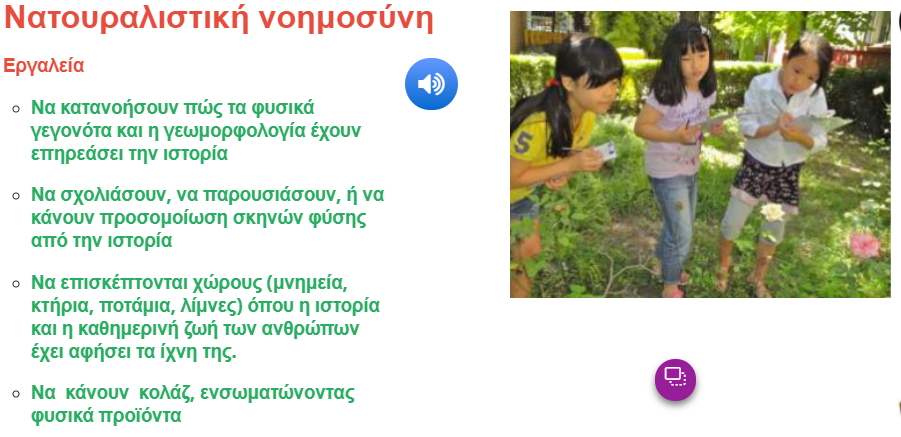 Νατουραλιστική νοημοσύνη
Εργαλεία
Να κατανοήσουν πώς τα φυσικά
γεγονότα και η γεωμορφολογία έχουν
επηρεάσει την ιστορία
Να σχολιάσουν, να παρουσιάσουν, ή να
κάνουν προσομοίωση σκηνών φύσης
από την ιστορία
Να επισκέπτονται χώρους (μνημεία,
κτήρια, ποτάμια, λίμνες) όπου η ιστορία
και η καθημερινή ζωή των ανθρώπων
έχει αφήσει τα ίχνη της.
Να κάνουν κολάζ, ενσωματώνοντας
φυσικά προϊόντα
5